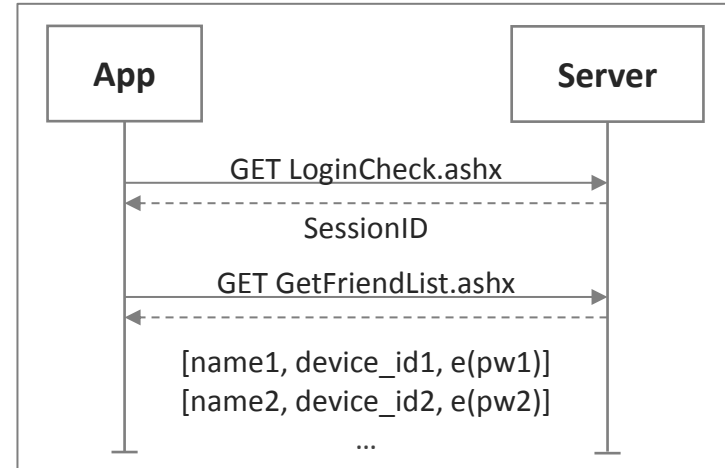 App
Server
GET LoginCheck.ashx
SessionID
GET GetFriendList.ashx
[name1, device_id1, e(pw1)]
[name2, device_id2, e(pw2)]
...